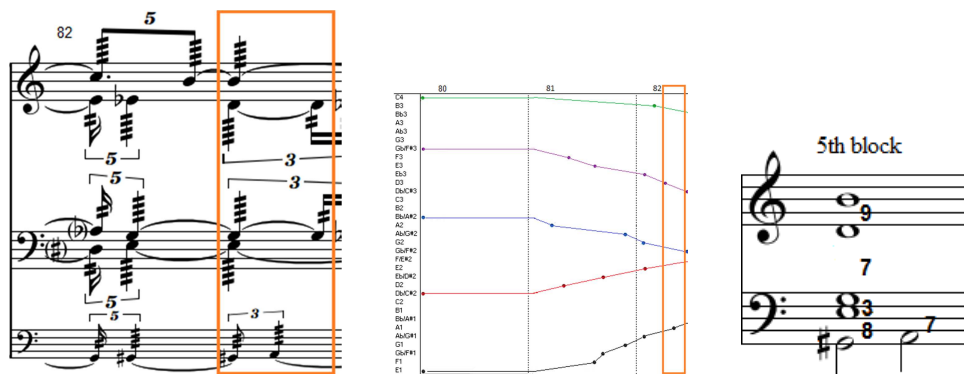 5
82
5
3
5
3
5
5
3
80 81 82
C4
B3
Bb3
A3
Ab3
G3
Gb/F#3
F3
E3
Eb3
D3
Db/C#3
C3
B2
Bb/A#2
A2
Ab/G#2
G2
Gb/F#2
F/E#2
E2
Eb/D#2
D2
Db/C#2
C2
B1
Bb/A#1
A1
Ab/G#1
G1
Gb/F#1
F1
E1
5th block
9
7
3
8 7